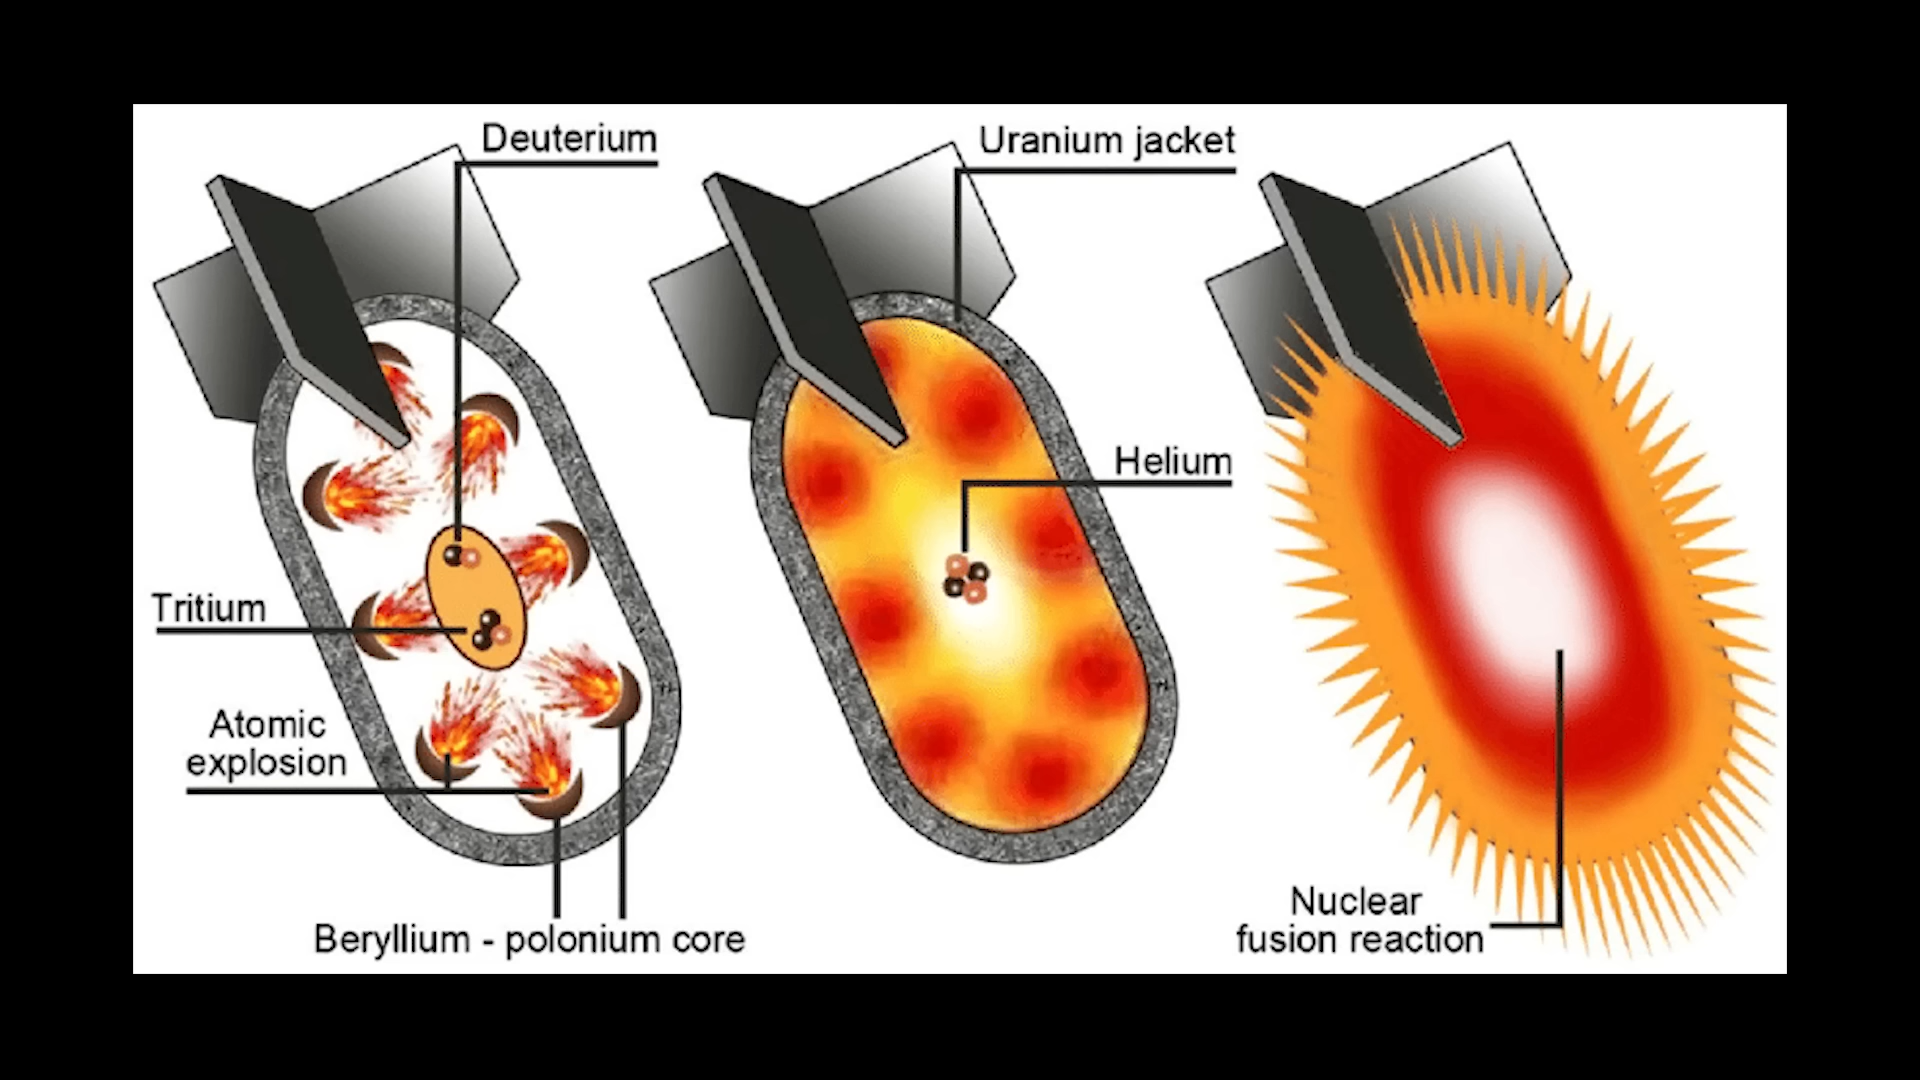 Deuterium
Uranium jacket
Helium
Tritium
Atomic
explosion
Beryllium - polonium core
Nuclear
fusion reaction